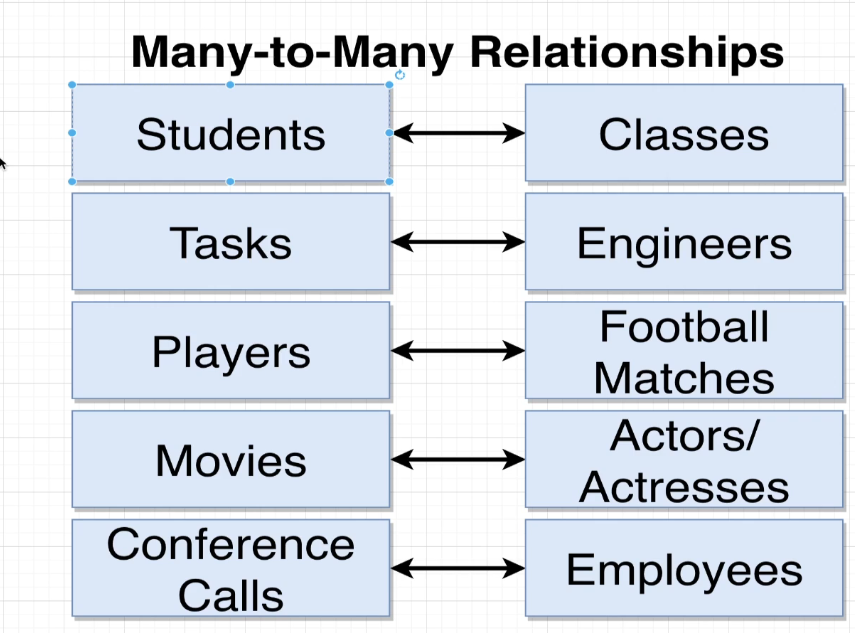 Many-to-Many Relationships
Students
Classes
Tasks
Engineers
Players
Football
Matches
Movies
Actors/
Actresses
Conference
Calls
Employees